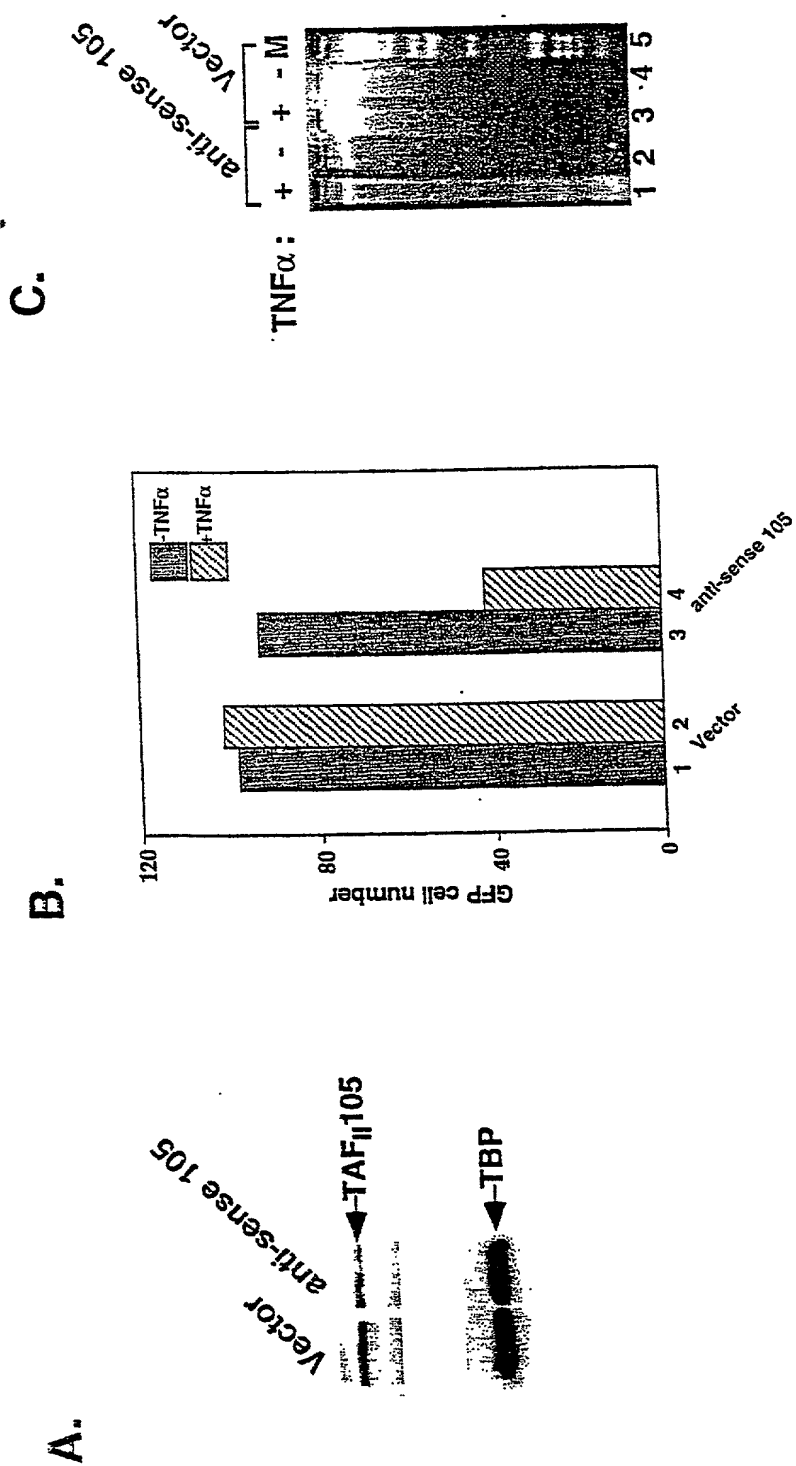 A.
Vector
anti-sense 105
TAFII105
TBP
B.
GFP cell number
120
80
40
0
-TNFα
+TNFα
1 2 3 4
Vector
anti-sense 105
C.
anti-sense 105
Vector
TNFα: + - + - M
1 2 3 4 5